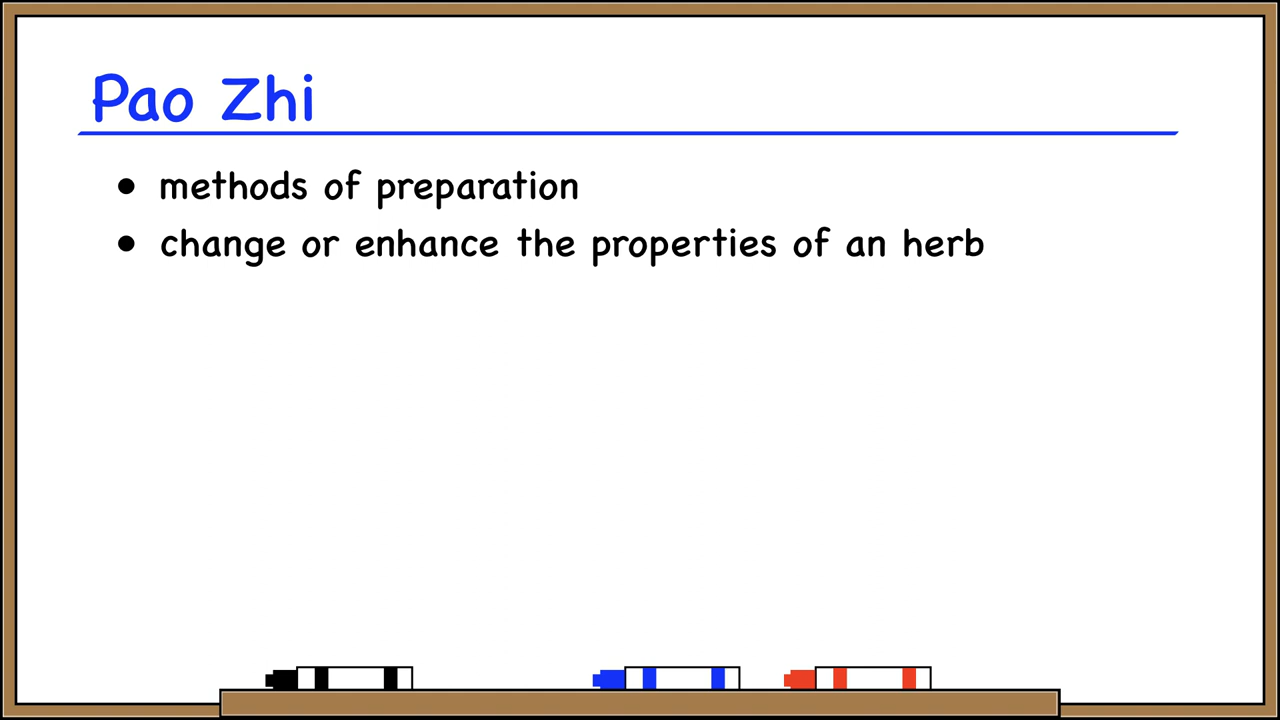 Pao Zhi
• methods of preparation
• change or enhance the properties of an herb